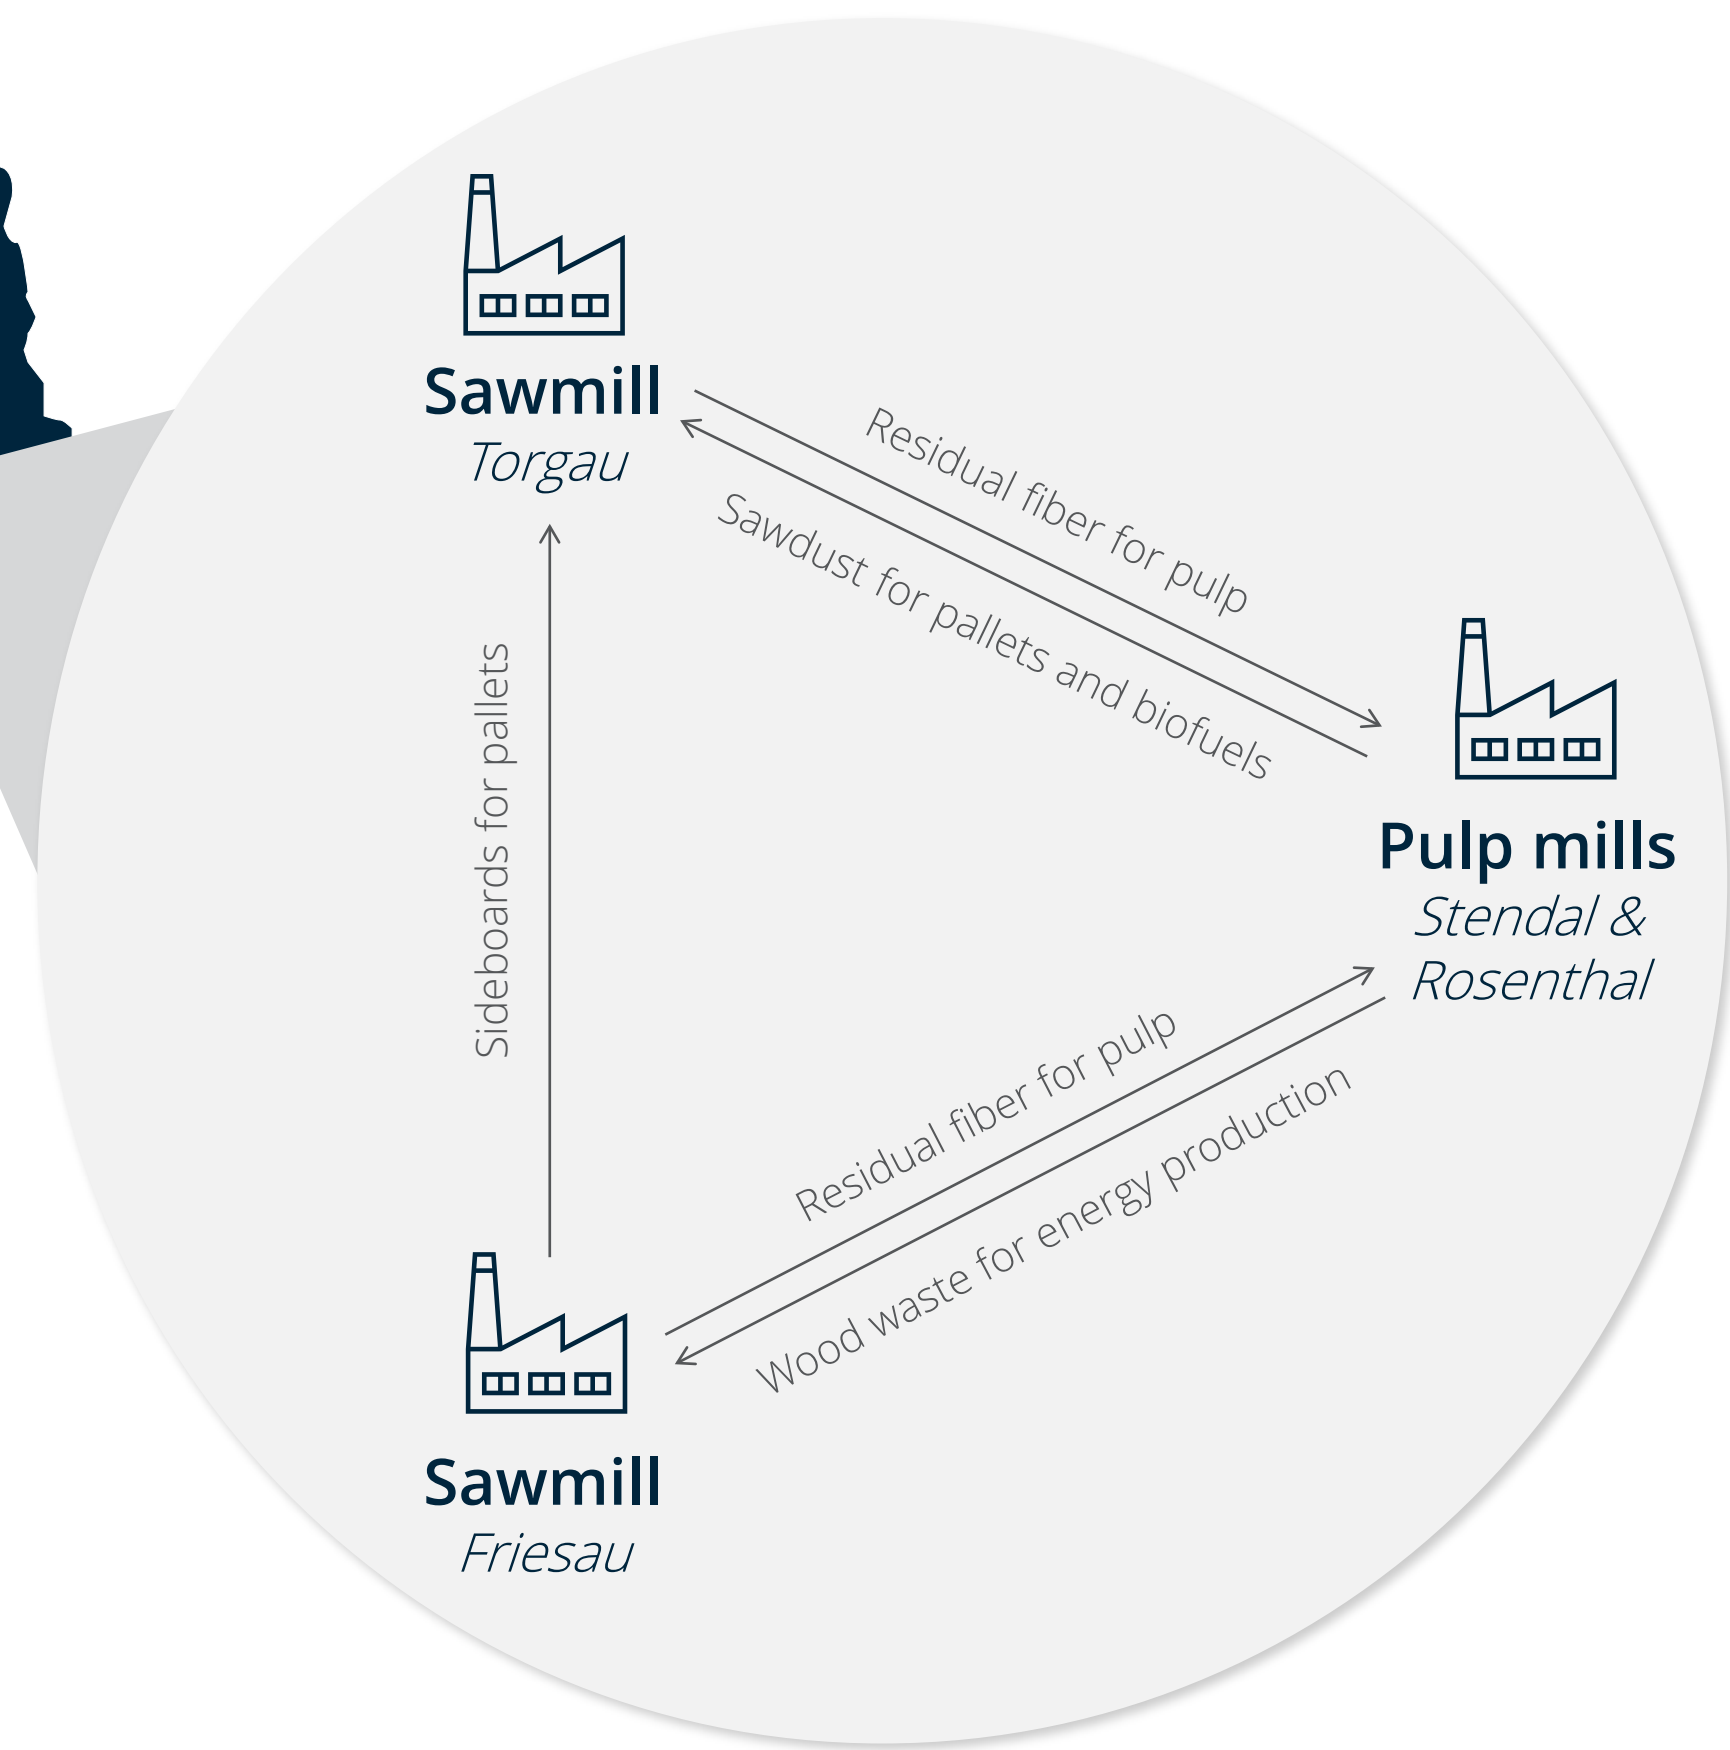 Sawmill
Torgau
Residual fiber for pulp
Sawdust for pallets and biofuels
Sideboards for pallets
Pulp mills
Stendal &
Rosenthal
Residual fiber for pulp
Wood waste for energy production
Sawmill
Friesau